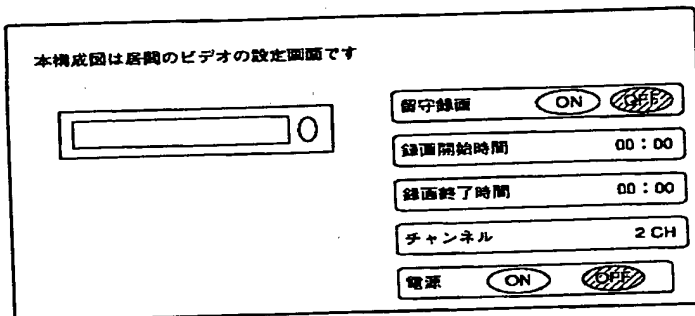 本構成図は居間のビデオの設定画面です
留守録画 ON OFF
録画開始時間 00:00
録画終了時間 00:00
チャンネル 2 CH
電源 ON OFF